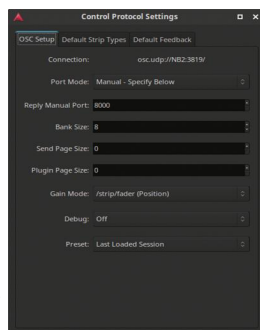 Control Protocol Settings
OSC Setup Default Strip Types Default Feedback
Connection: osc.udp://NB2:3819/
Port Mode: Manual - Specify Below
Reply Manual Port: 8000
Bank Size: 8
Send Page Size: 0
Plugin Page Size: 0
Gain Mode: /strip/fader (Position)
Debug: Off
Preset: Last Loaded Session